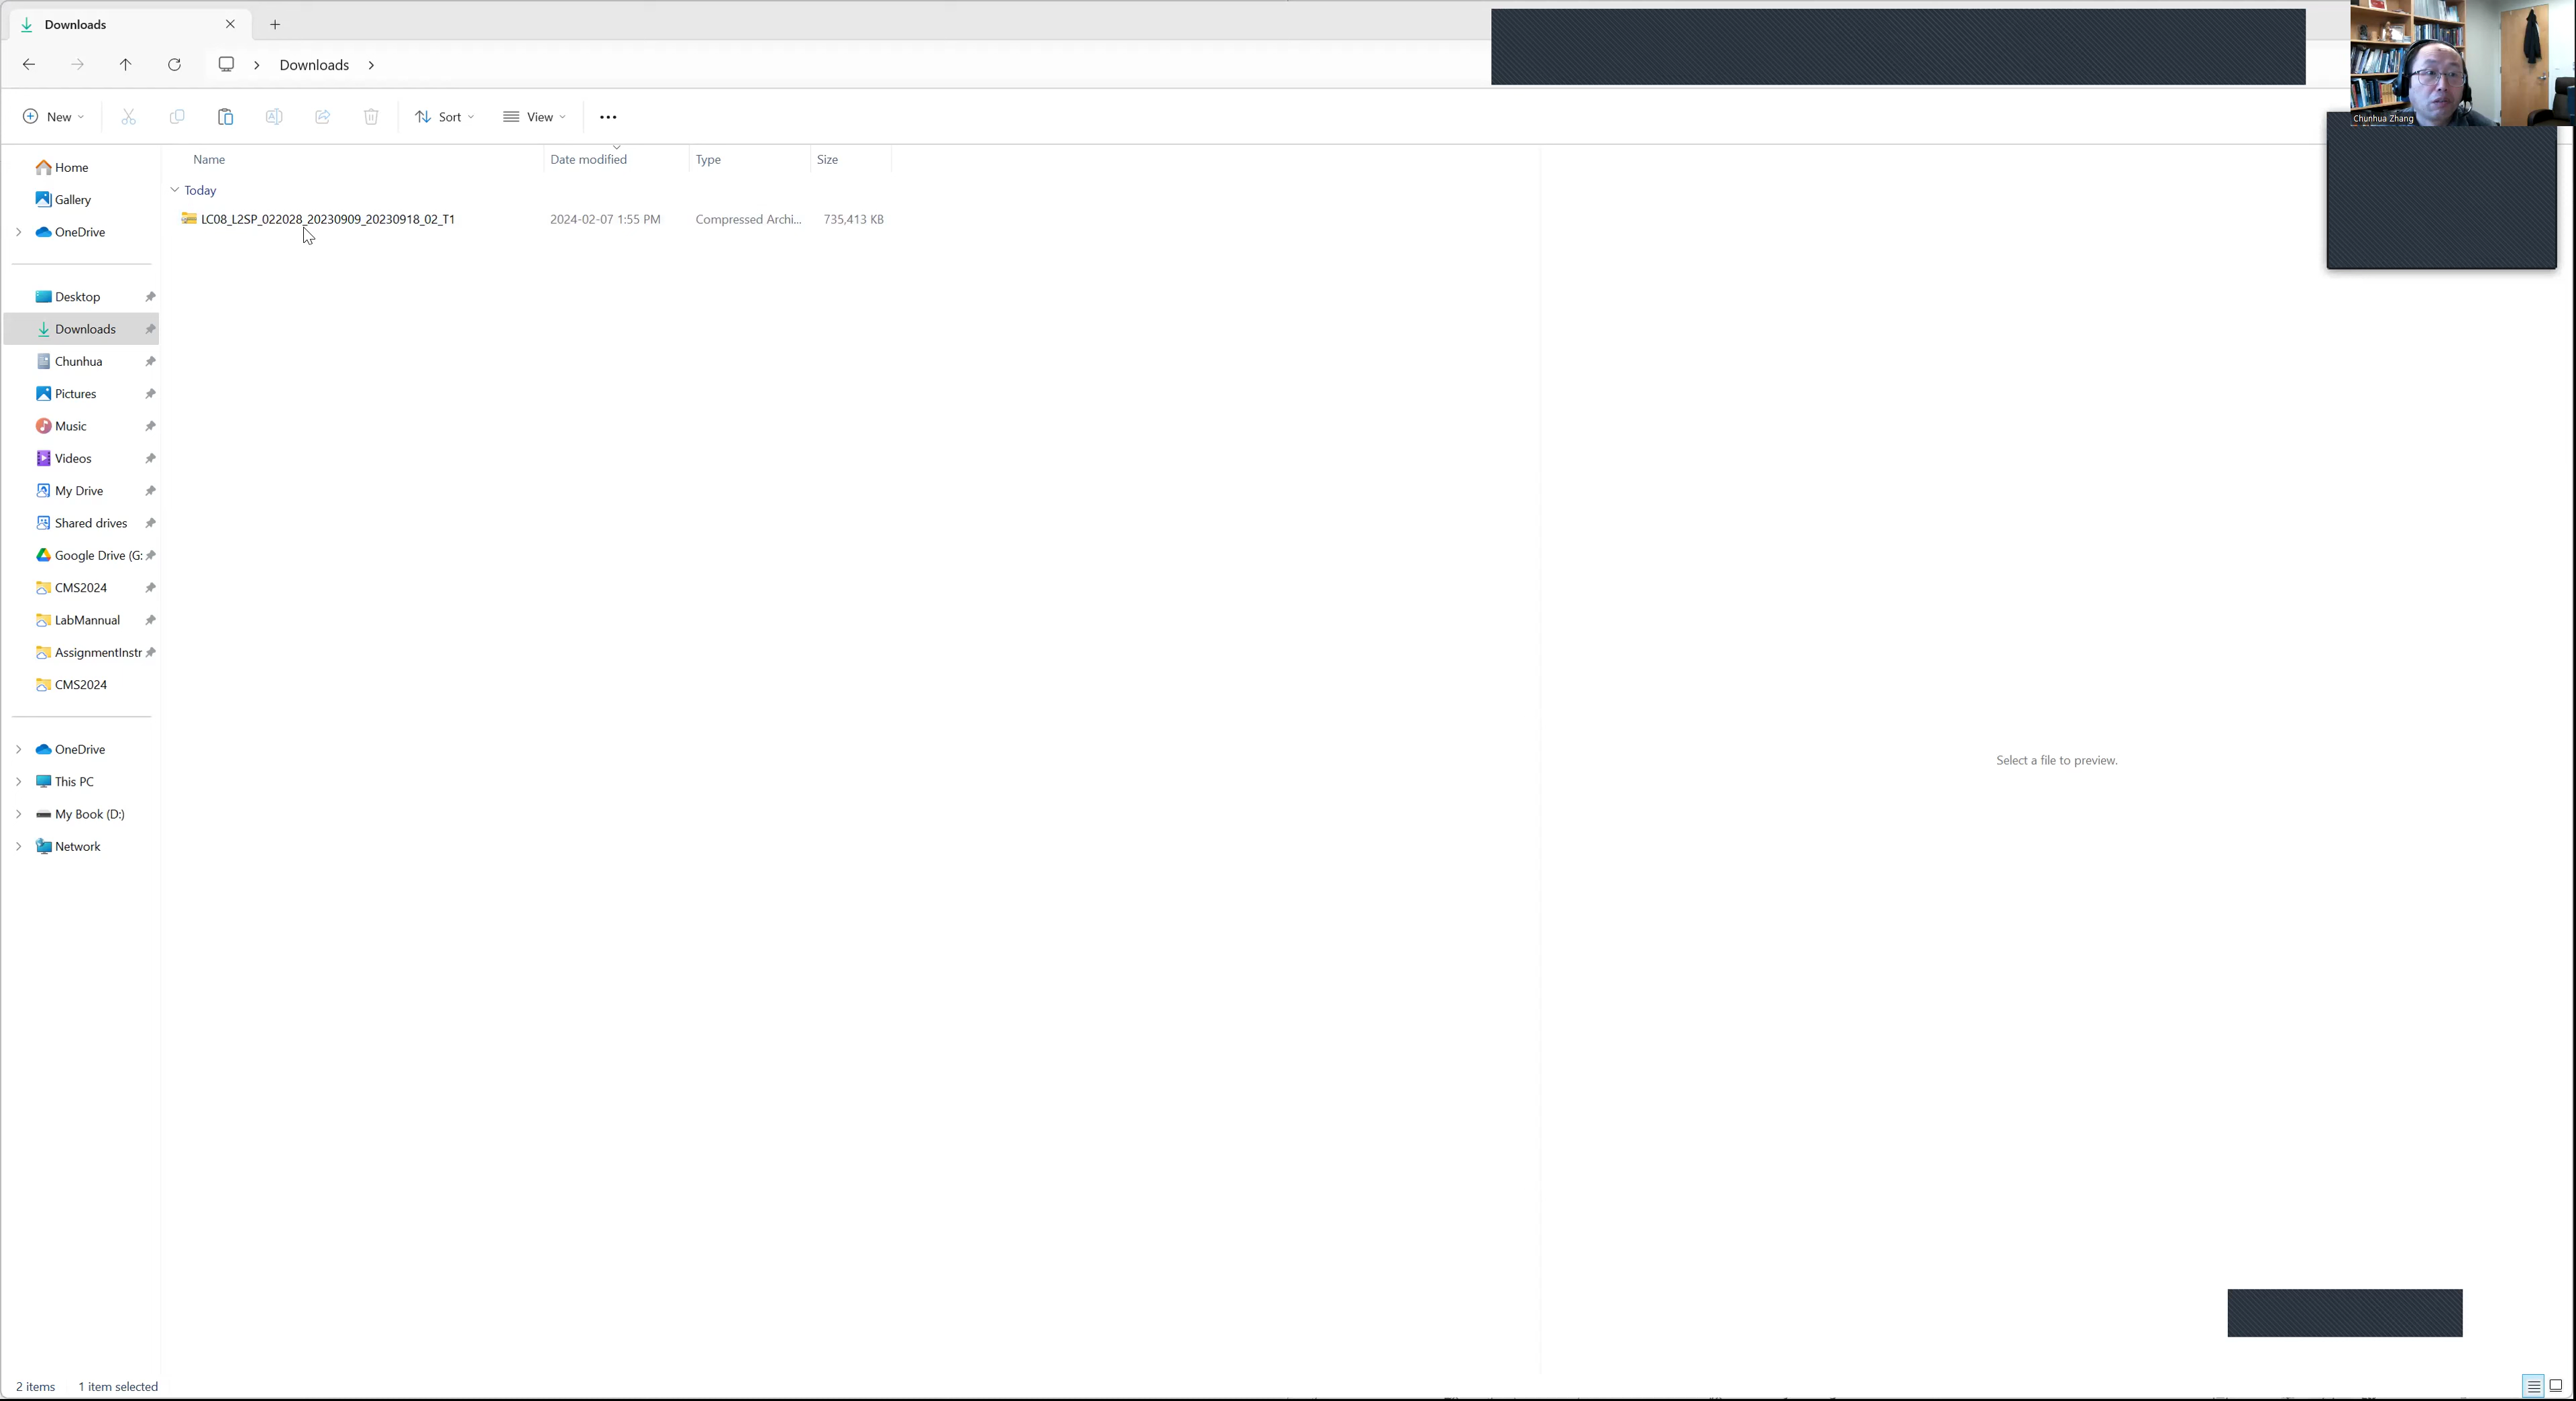 Downloads
Downloads
New
Sort
View
Chunhua Zhang
Name Date modified Type Size
Home
Gallery
OneDrive
Today
LC08_L2SP_022028_20230909_20230918_02_T1 2024-02-07 1:55 PM Compressed Archi... 735,413 KB
Desktop
Downloads
Chunhua
Pictures
Music
Videos
My Drive
Shared drives
Google Drive (G:
CMS2024
LabMannual
AssignmentInstr
CMS2024
OneDrive
This PC
My Book (D:)
Network
Select a file to preview.
2 items 1 item selected